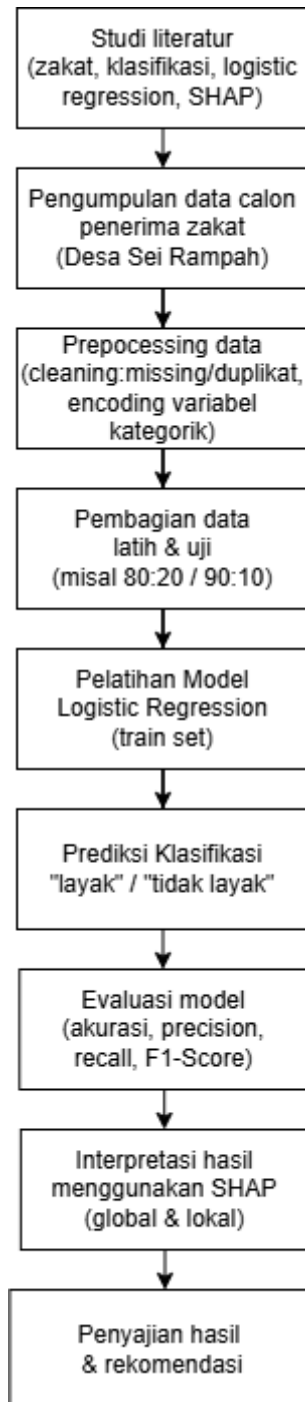 Studi literatur
(zakat, klasifikasi, logistic
regression, SHAP)
Pengumpulan data calon
penerima zakat
(Desa Sei Rampah)
Prepocessing data
(cleaning:missing/duplikat,
encoding variabel
kategorik)
Pembagian data
latih & uji
(misal 80:20 / 90:10)
Pelatihan Model
Logistic Regression
(train set)
Prediksi Klasifikasi
"layak" / "tidak layak"
Evaluasi model
(akurasi, precision,
recall, F1-Score)
Interpretasi hasil
menggunakan SHAP
(global & lokal)
Penyajian hasil
& rekomendasi